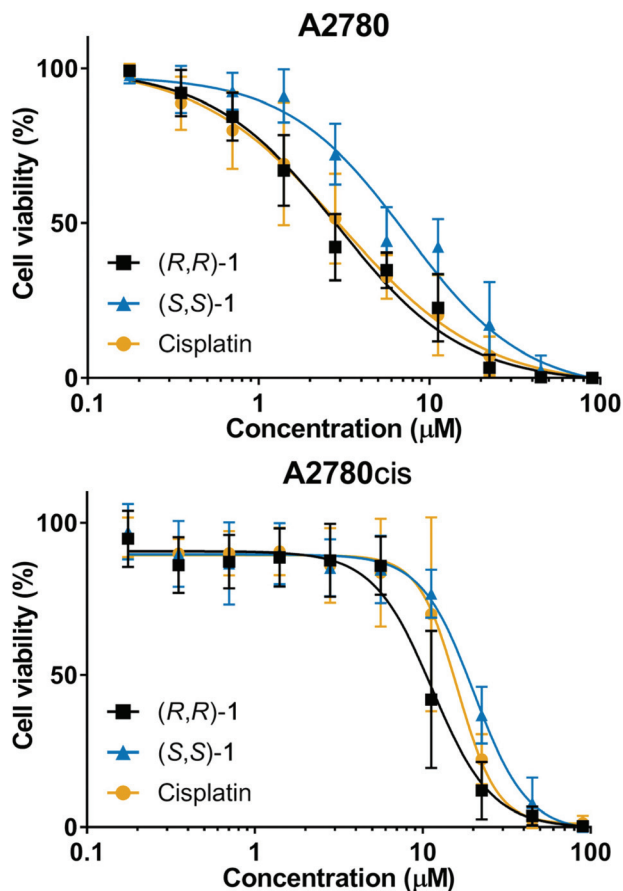 A2780
Cell viability (%)
100
50
0
(R,R)-1
(S,S)-1
Cisplatin
0.1
1
10
100
Concentration (μM)
A2780cis
Cell viability (%)
100
50
0
(R,R)-1
(S,S)-1
Cisplatin
0.1
1
10
100
Concentration (μM)